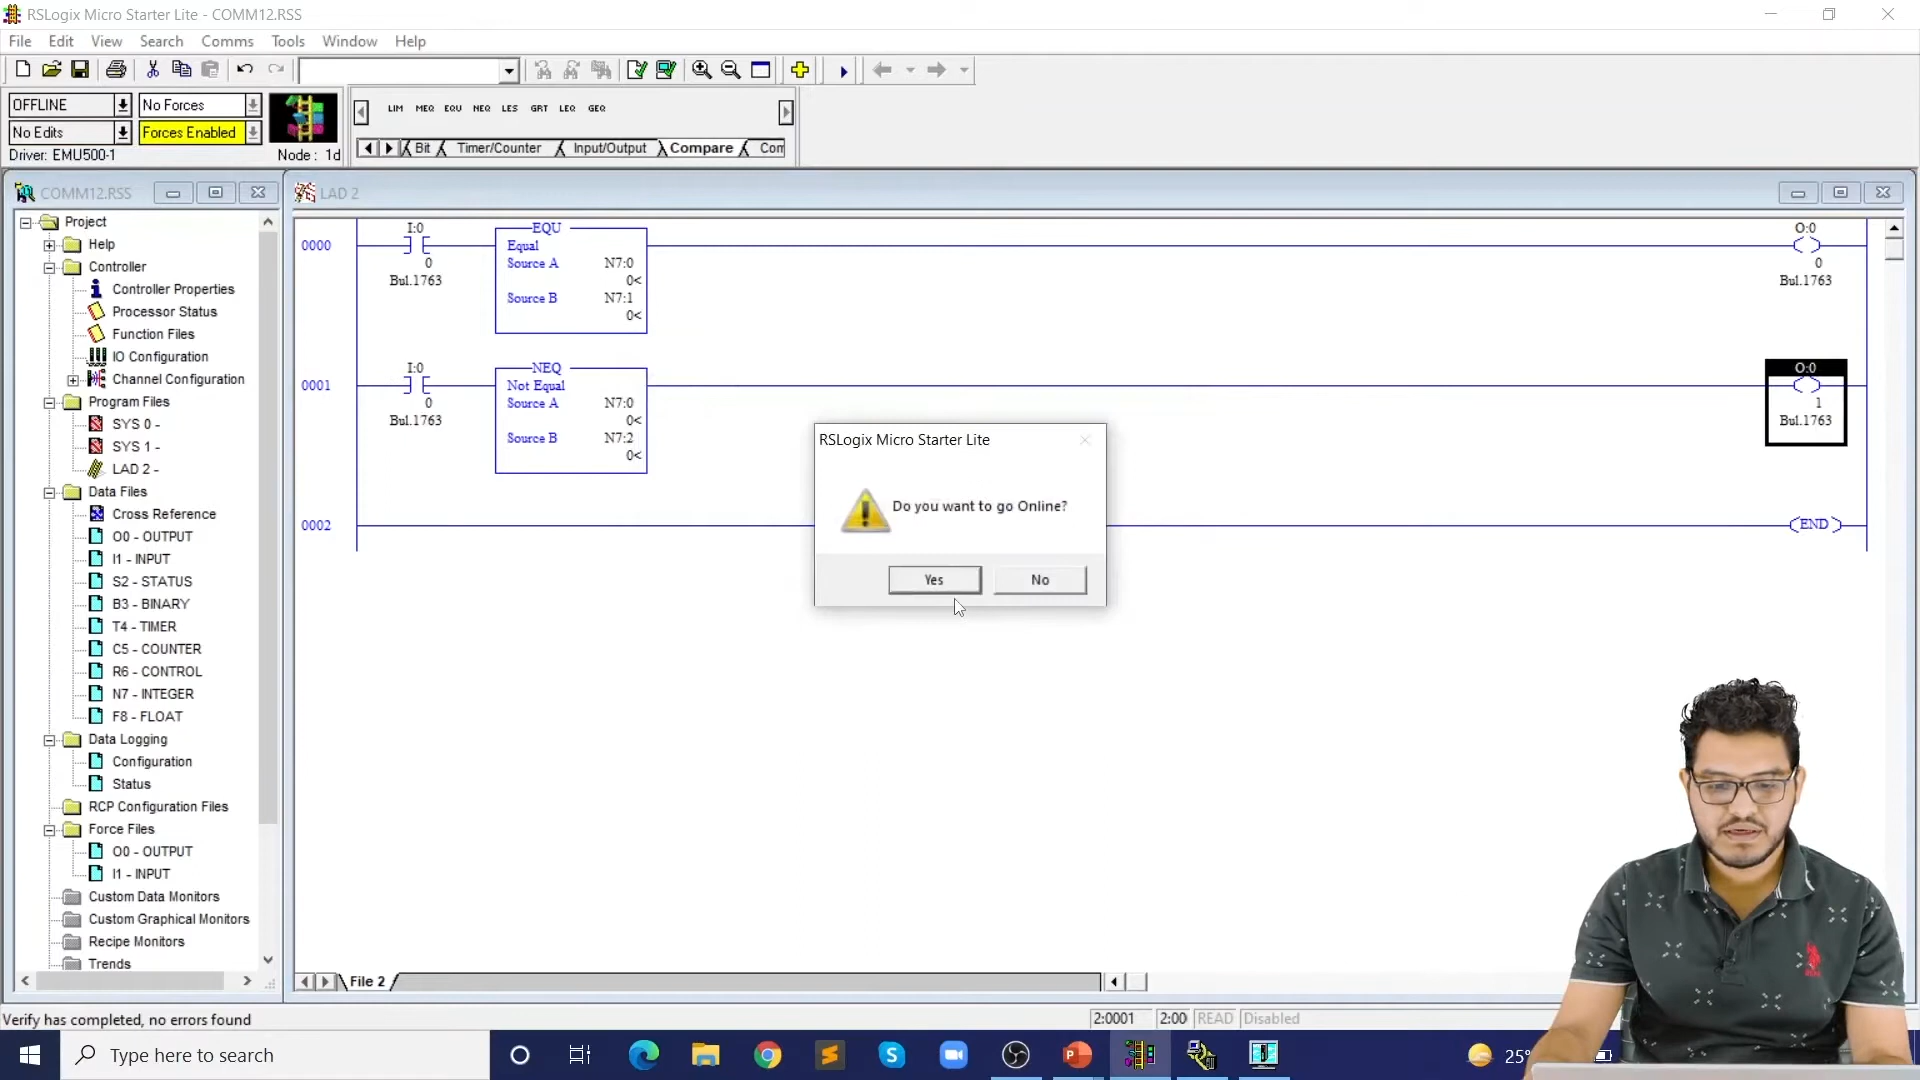 RSLogix Micro Starter Lite - COMM12.RSS
File Edit View Search Comms Tools Window Help
OFFLINE No Forces
No Edits Forces Enabled
Driver: EMU500-1 Node : 1d
LIM MEQ EQU NEQ LES GRT LEQ GEQ
Bit Timer/Counter Input/Output Compare Com
COMM12.RSS
Project
Help
Controller
Controller Properties
Processor Status
Function Files
IO Configuration
Channel Configuration
Program Files
SYS 0 -
SYS 1 -
LAD 2 -
Data Files
Cross Reference
O0 - OUTPUT
I1 - INPUT
S2 - STATUS
B3 - BINARY
T4 - TIMER
C5 - COUNTER
R6 - CONTROL
N7 - INTEGER
F8 - FLOAT
Data Logging
Configuration
Status
RCP Configuration Files
Force Files
O0 - OUTPUT
I1 - INPUT
Custom Data Monitors
Custom Graphical Monitors
Recipe Monitors
Trends
LAD 2
0000
I:0
0
Bul.1763
EQU
Equal
Source A N7:0
0<
Source B N7:1
0<
O:0
0
Bul.1763
0001
I:0
0
Bul.1763
NEQ
Not Equal
Source A N7:0
0<
Source B N7:2
0<
O:0
1
Bul.1763
0002
END
RSLogix Micro Starter Lite
Do you want to go Online?
Yes No
File 2
Verify has completed, no errors found
2:0001 2:00 READ Disabled
Type here to search
25°